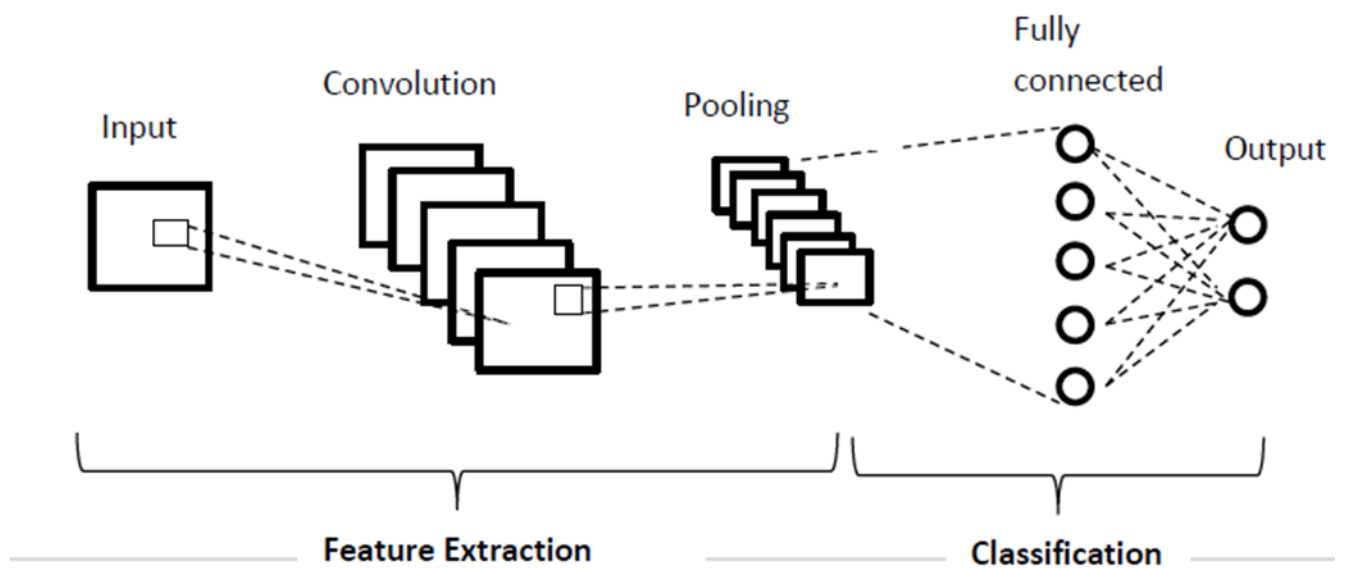 Input
Convolution
Pooling
Fully
connected
Output
Feature Extraction
Classification